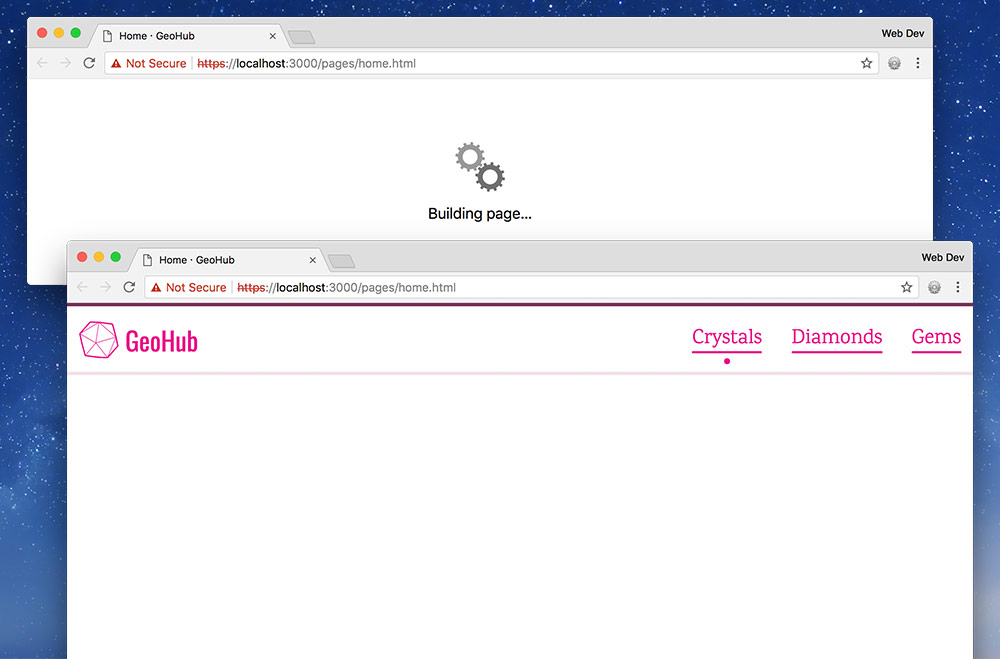 Home · GeoHub
Web Dev
Not Secure https://localhost:3000/pages/home.html
Building page...
Home · GeoHub
Web Dev
Not Secure https://localhost:3000/pages/home.html
GeoHub Crystals Diamonds Gems